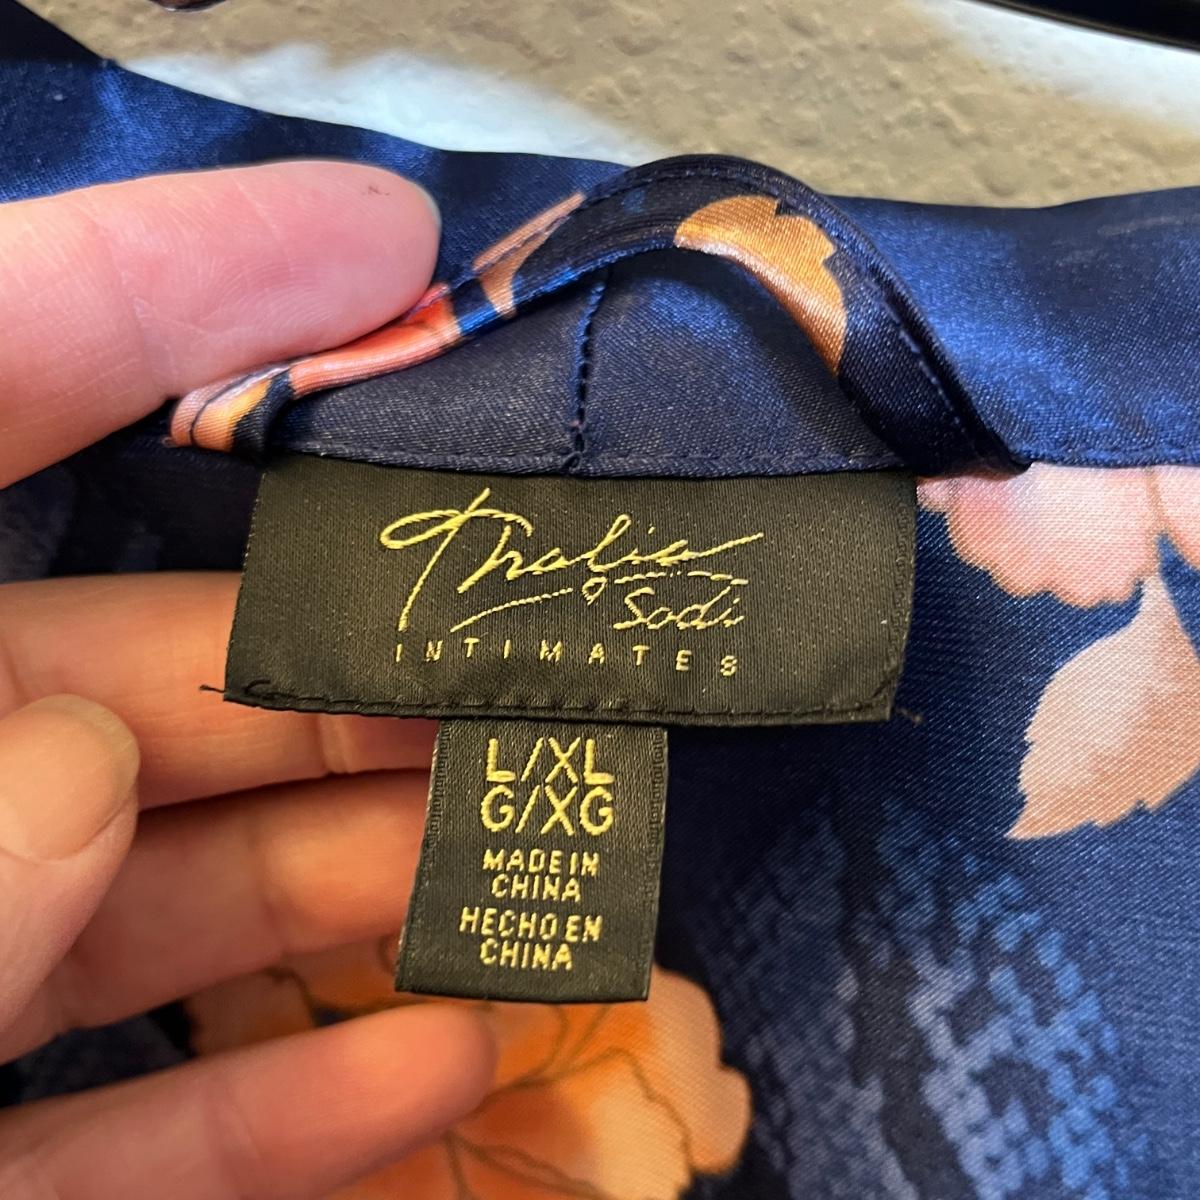 Thalia
Sodi
INTIMATES
L/XL
G/XG
MADE IN
CHINA
HECHO EN
CHINA